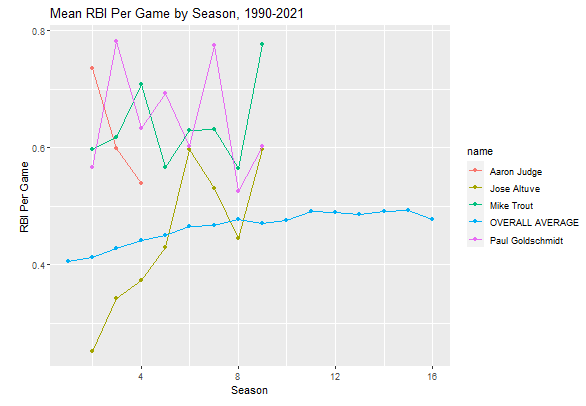 Mean RBI Per Game by Season, 1990-2021
0.8
0.6
0.4
RBI Per Game
4
8
12
16
Season
name
Aaron Judge
Jose Altuve
Mike Trout
OVERALL AVERAGE
Paul Goldschmidt